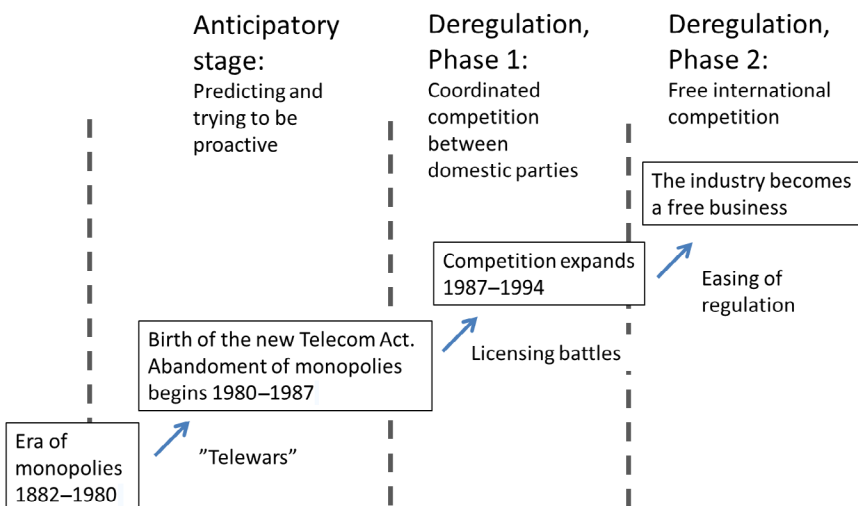 Anticipatory
stage:
Predicting and
trying to be
proactive
Deregulation,
Phase 1:
Coordinated
competition
between
domestic parties
Deregulation,
Phase 2:
Free international
competition
The industry becomes
a free business
Competition expands
1987–1994
Easing of
regulation
Birth of the new Telecom Act.
Abandoment of monopolies
begins 1980–1987
Licensing battles
Era of
monopolies
1882–1980
”Telewars”